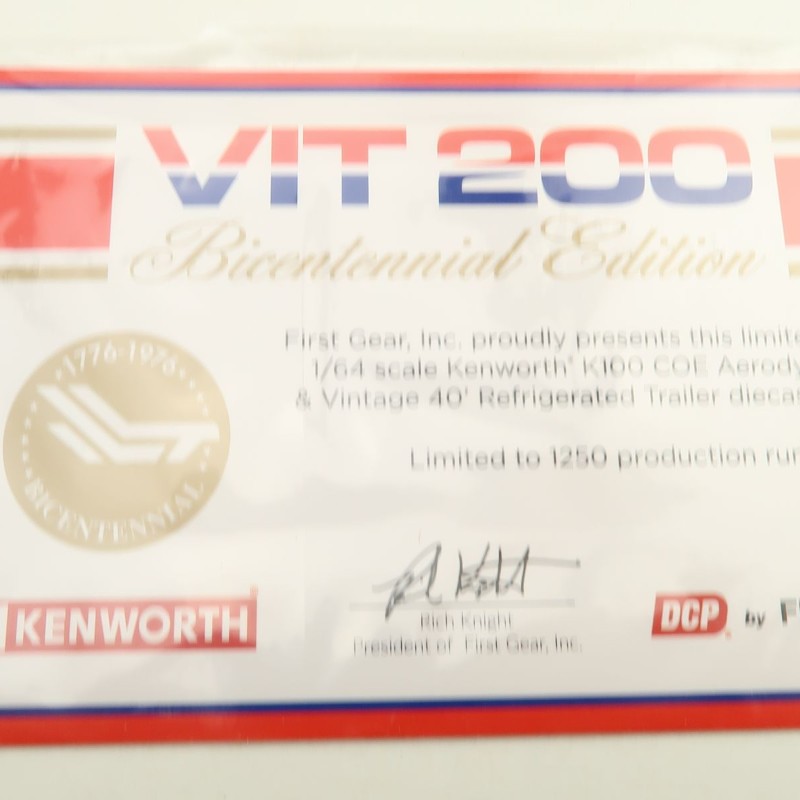 VIT 200
Bicentennial Edition
First Gear, Inc. proudly presents this limite
1/64 scale Kenworth® K100 COE Aerody
& Vintage 40' Refrigerated Trailer diecas
Limited to 1250 production run
1776-1976
BICENTENNIAL
KENWORTH
Rich Knight
President of First Gear, Inc.
DCP by F